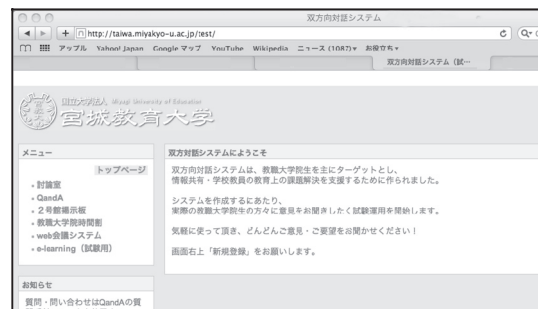 双方向対話システム
http://taiwa.miyakyo-u.ac.jp/test/
アップル Yahoo! Japan Google マップ YouTube Wikipedia ニュース (1087)▾ お役立ち▾
双方向対話システム（試…
国立大学法人 Miyagi University of Education
宮城教育大学
メニュー
トップページ
討論室
QandA
２号館掲示板
教職大学院時間割
web会議システム
e-learning（試験用）
お知らせ
質問・問い合わせはQandAの質
双方向対話システムにようこそ
双方向対話システムは、教職大学院生を主にターゲットとし、
情報共有・学校教員の教育上の課題解決を支援するために作られました。
システムを作成するにあたり、
実際の教職大学院生の方々に意見をお聞きしたく試験運用を開始します。
気軽に使って頂き、どんどんご意見・ご要望をお聞かせください！
画面右上「新規登録」をお願いします。